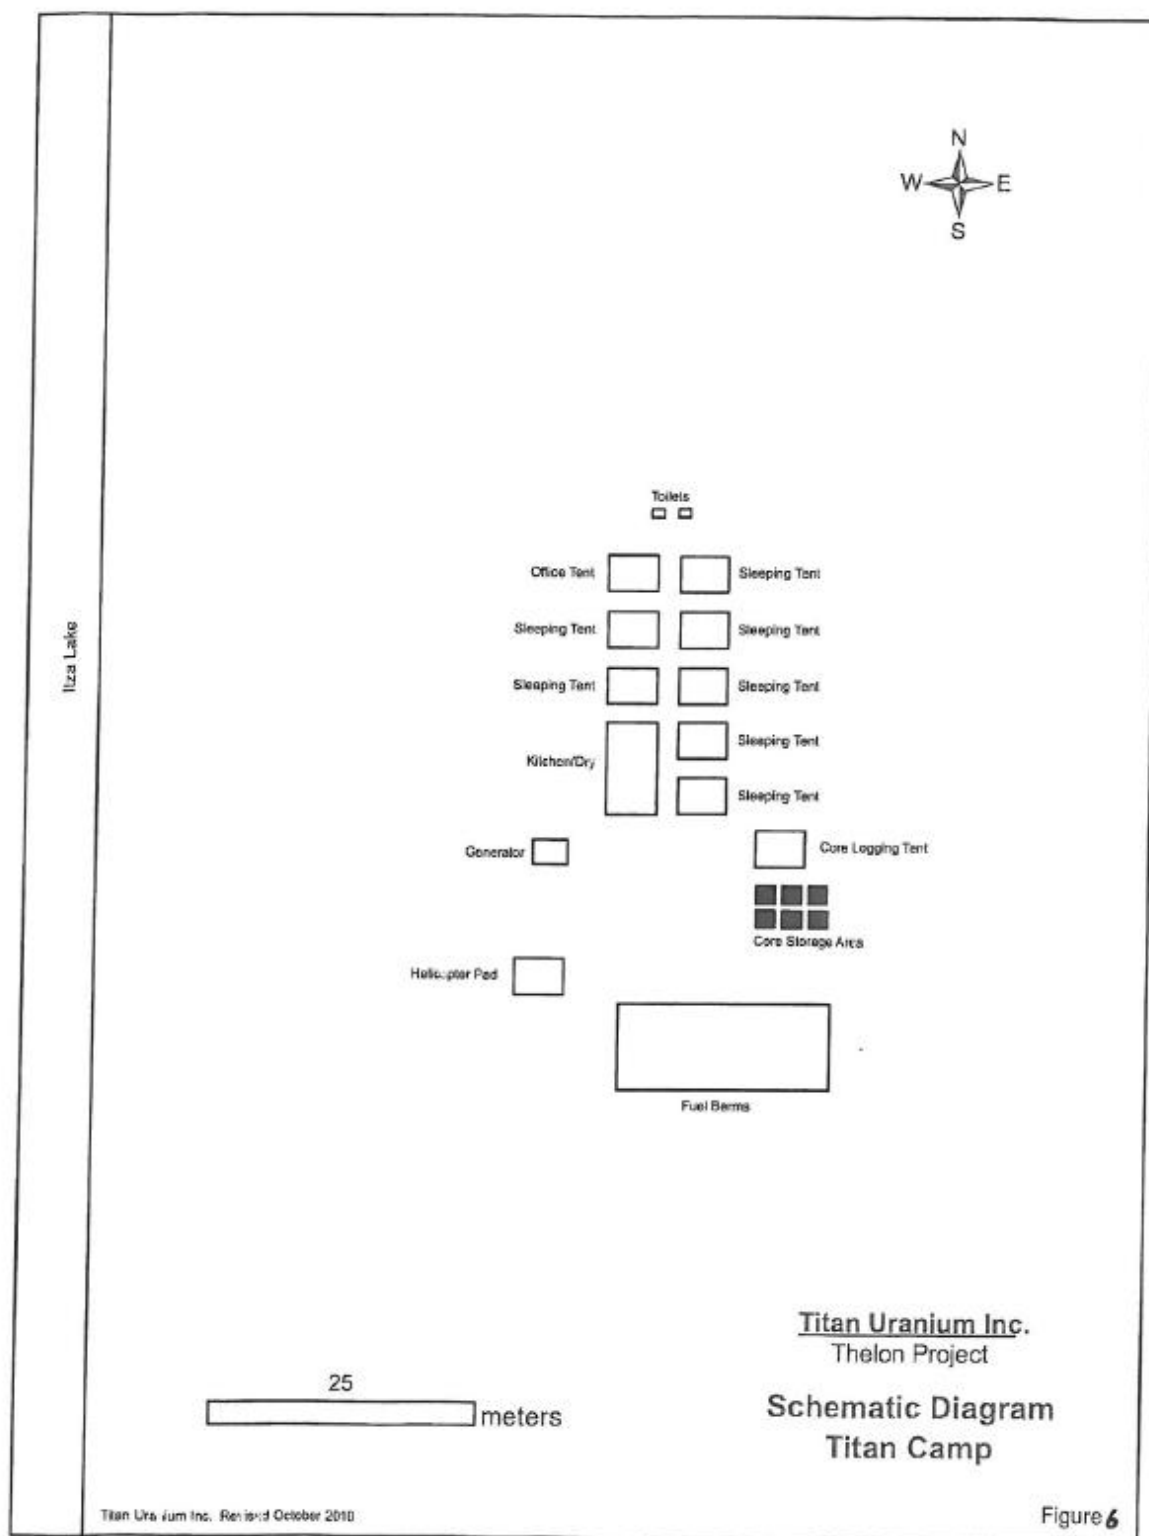 N
W E
S
Toilets
Office Tent
Sleeping Tent
Sleeping Tent
Sleeping Tent
Sleeping Tent
Sleeping Tent
Kitchen/Dry
Sleeping Tent
Sleeping Tent
Generator
Core Logging Tent
Core Storage Area
Helicopter Pad
Fuel Berms
Itza Lake
25
meters
Titan Uranium Inc.
Thelon Project
Schematic Diagram
Titan Camp
Titan Uranium Inc. Revised October 2010
Figure 6